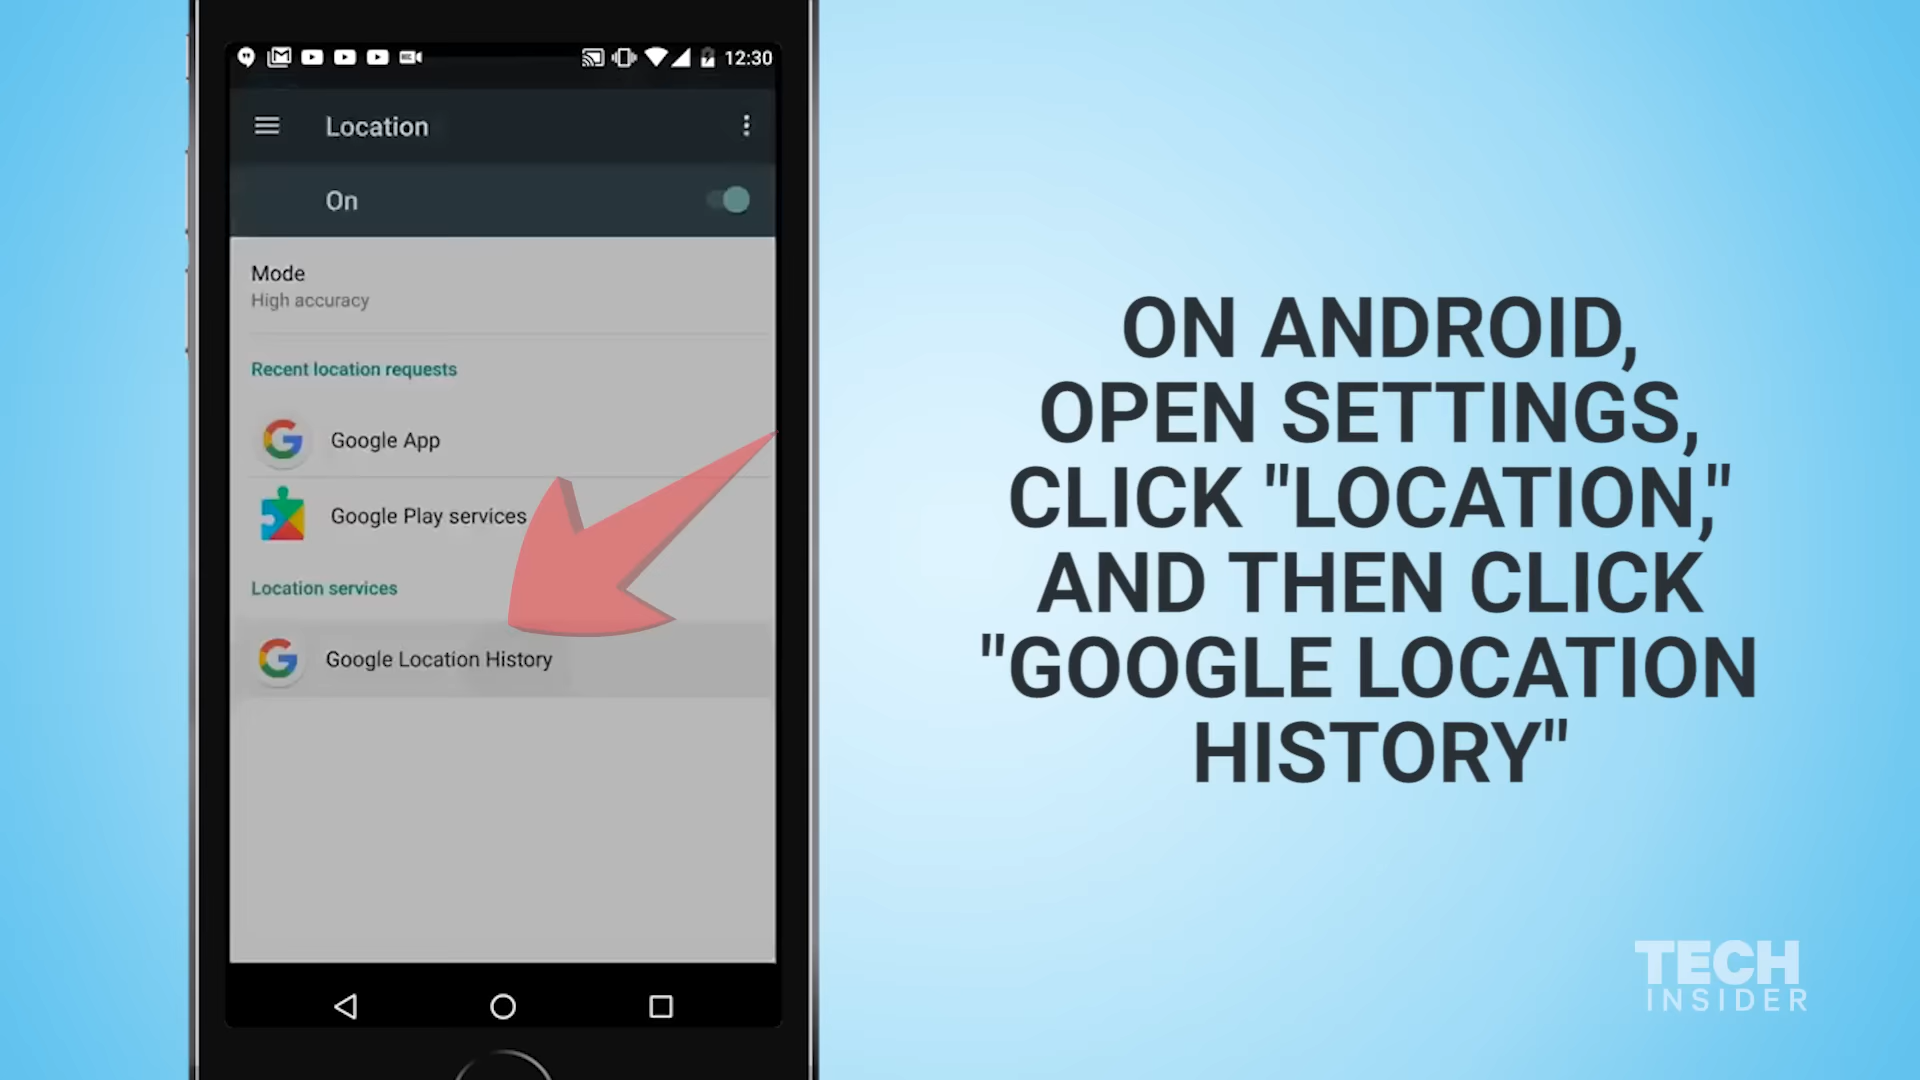 12:30
Location
On
Mode
High accuracy
Recent location requests
Google App
Google Play services
Location services
Google Location History
ON ANDROID,
OPEN SETTINGS,
CLICK "LOCATION,"
AND THEN CLICK
"GOOGLE LOCATION
HISTORY"
TECH
INSIDER